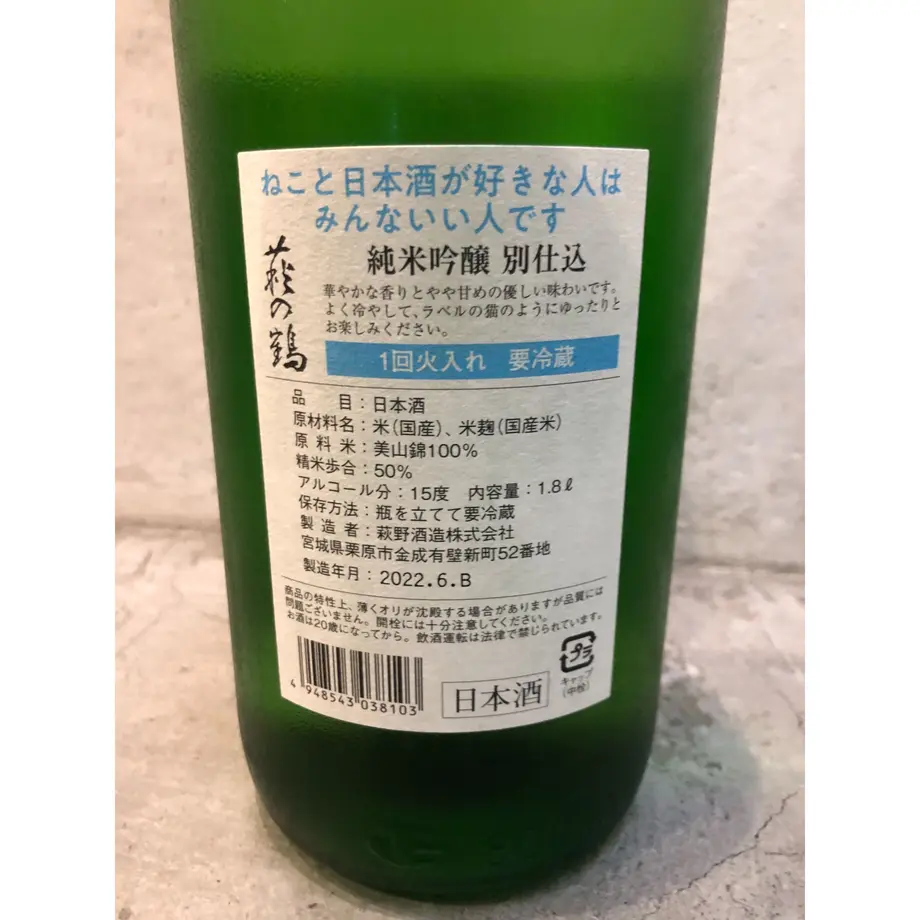 ねこと日本酒が好きな人は
みんないい人です
萩の鶴
純米吟醸 別仕込
華やかな香りとやや甘めの優しい味わいです。
よく冷やして、ラベルの猫のようにゆったりと
お楽しみください。
1回火入れ 要冷蔵
品 目:日本酒
原材料名:米(国産)、米麹(国産米)
原料米:美山錦100%
精米歩合:50%
アルコール分:15度 内容量:1.8ℓ
保存方法:瓶を立てて要冷蔵
製造者:萩野酒造株式会社
宮城県栗原市金成有壁新町52番地
製造年月:2022.6.B
商品の特性上、薄くオリが沈殿する場合がありますが品質には
問題ございません。開栓には十分注意してください。
お酒は20歳になってから。飲酒運転は法律で禁じられています。
4 948543 038103
日本酒
プラ
キャップ
(中栓)